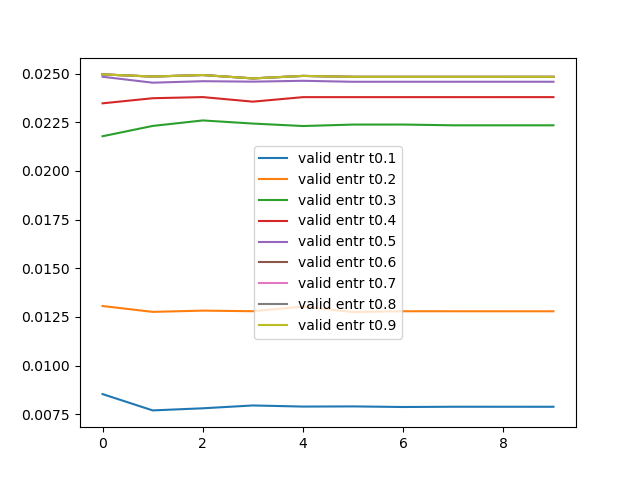 0.0250
0.0225
0.0200
0.0175
0.0150
0.0125
0.0100
0.0075
valid entr t0.1
valid entr t0.2
valid entr t0.3
valid entr t0.4
valid entr t0.5
valid entr t0.6
valid entr t0.7
valid entr t0.8
valid entr t0.9
0 2 4 6 8